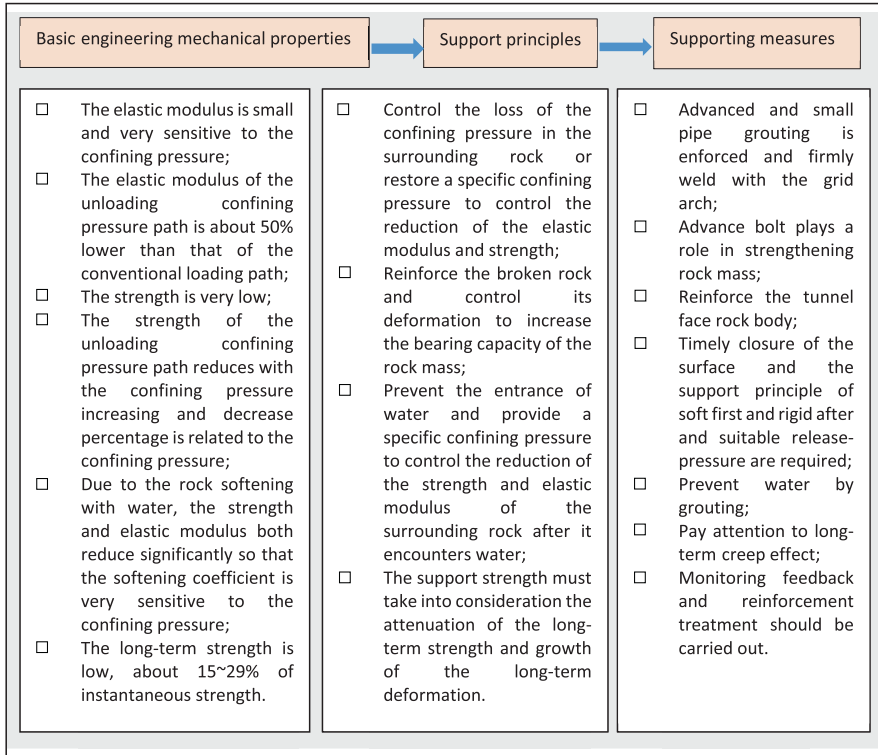 Basic engineering mechanical properties
Support principles
Supporting measures
☐ The elastic modulus is small
and very sensitive to the
confining pressure;
☐ The elastic modulus of the
unloading confining
pressure path is about 50%
lower than that of the
conventional loading path;
☐ The strength is very low;
☐ The strength of the
unloading confining
pressure path reduces with
the confining pressure
increasing and decrease
percentage is related to the
confining pressure;
☐ Due to the rock softening
with water, the strength
and elastic modulus both
reduce significantly so that
the softening coefficient is
very sensitive to the
confining pressure;
☐ The long-term strength is
low, about 15~29% of
instantaneous strength.
☐ Control the loss of the
confining pressure in the
surrounding rock or
restore a specific confining
pressure to control the
reduction of the elastic
modulus and strength;
☐ Reinforce the broken rock
and control its
deformation to increase
the bearing capacity of the
rock mass;
☐ Prevent the entrance of
water and provide a
specific confining pressure
to control the reduction of
the strength and elastic
modulus of the
surrounding rock after it
encounters water;
☐ The support strength must
take into consideration the
attenuation of the long-
term strength and growth
of the long-term
deformation.
☐ Advanced and small
pipe grouting is
enforced and firmly
weld with the grid
arch;
☐ Advance bolt plays a
role in strengthening
rock mass;
☐ Reinforce the tunnel
face rock body;
☐ Timely closure of the
surface and the
support principle of
soft first and rigid after
and suitable release-
pressure are required;
☐ Prevent water by
grouting;
☐ Pay attention to long-
term creep effect;
☐ Monitoring feedback
and reinforcement
treatment should be
carried out.